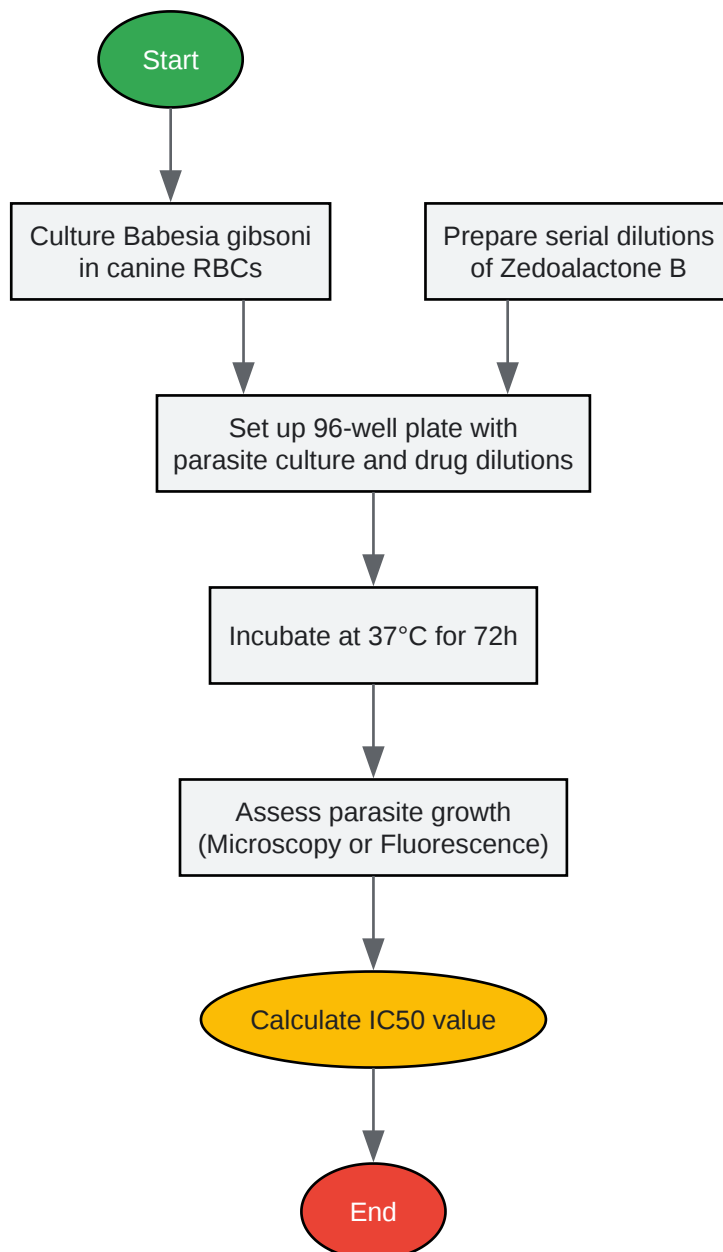 Start
Culture Babesia gibsoni
in canine RBCs
Prepare serial dilutions
of Zedoalactone B
Set up 96-well plate with
parasite culture and drug dilutions
Incubate at 37°C for 72h
Assess parasite growth
(Microscopy or Fluorescence)
Calculate IC50 value
End